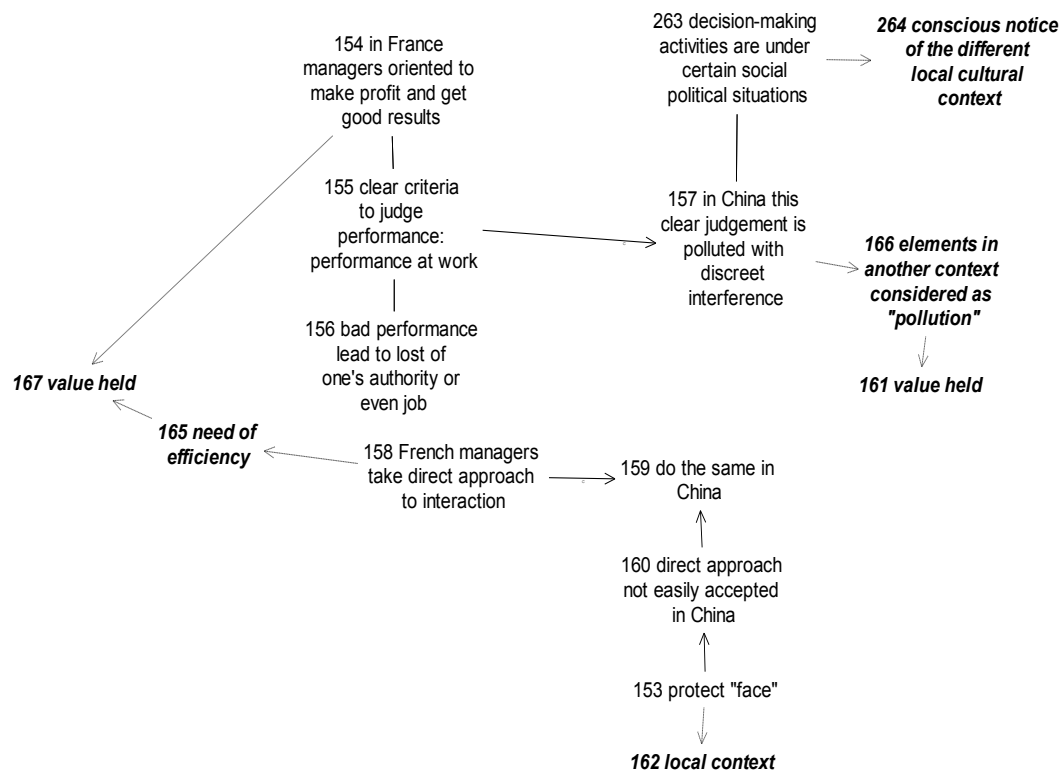 154 in France
managers oriented to
make profit and get
good results
263 decision-making
activities are under
certain social
political situations
264 conscious notice
of the different
local cultural
context
155 clear criteria
to judge
performance:
performance at work
157 in China this
clear judgement is
polluted with
discreet
interference
166 elements in
another context
considered as
"pollution"
156 bad performance
lead to lost of
one's authority or
even job
167 value held
161 value held
165 need of
efficiency
158 French managers
take direct approach
to interaction
159 do the same in
China
160 direct approach
not easily accepted
in China
153 protect "face"
162 local context